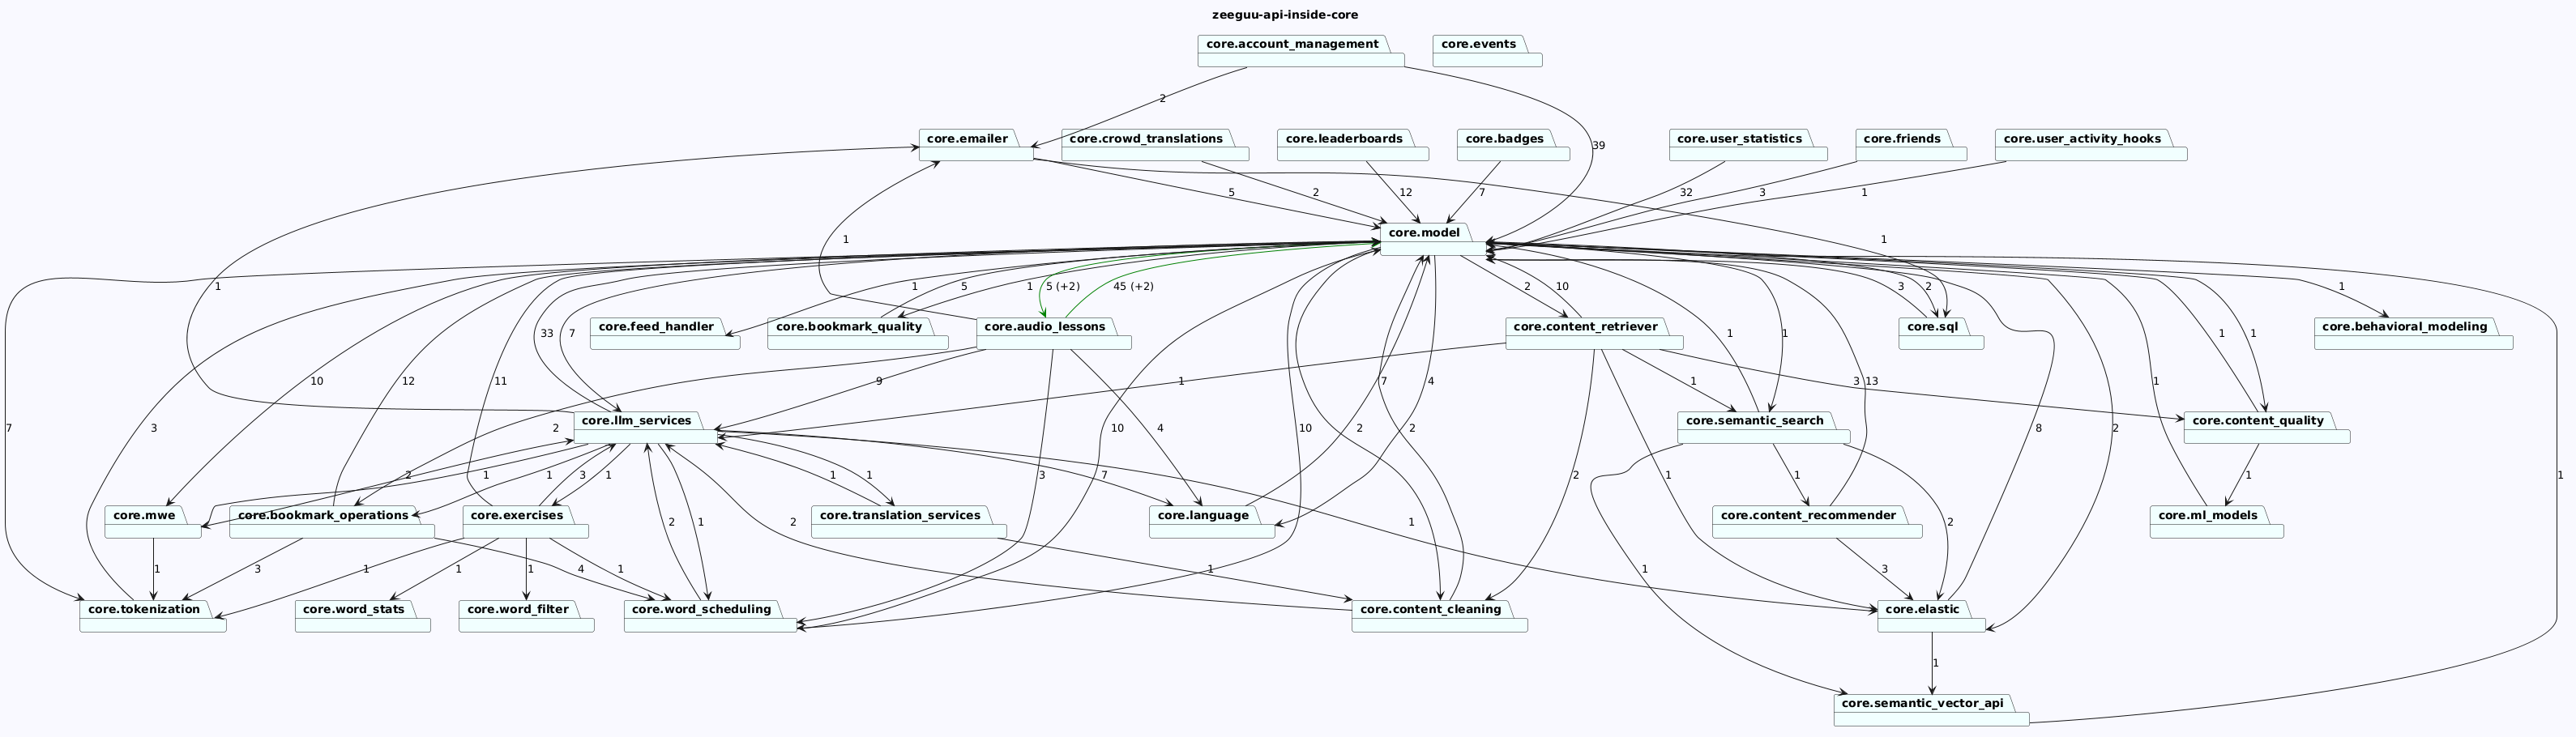 zeeguu-api-inside-core
core.account_management
core.events
2
39
core.emailer
core.crowd_translations
core.leaderboards
core.badges
core.user_statistics
core.friends
core.user_activity_hooks
5
2
12
7
32
3
1
core.model
1
1
1
1
5
1
5 (+2)
45 (+2)
2
10
1
1
3
2
1
1
1
core.feed_handler
core.bookmark_quality
core.audio_lessons
core.content_retriever
core.sql
core.behavioral_modeling
33
7
10
12
11
9
1
7
4
1
13
3
1
core.llm_services
core.semantic_search
core.content_quality
7
3
2
2
1
1
3
1
1
1
3
7
4
10
10
2
2
2
1
1
8
2
1
1
core.mwe
core.bookmark_operations
core.exercises
core.translation_services
core.language
core.content_recommender
core.ml_models
1
3
1
1
1
1
4
2
1
2
1
1
1
3
2
core.tokenization
core.word_stats
core.word_filter
core.word_scheduling
core.content_cleaning
core.elastic
1
core.semantic_vector_api